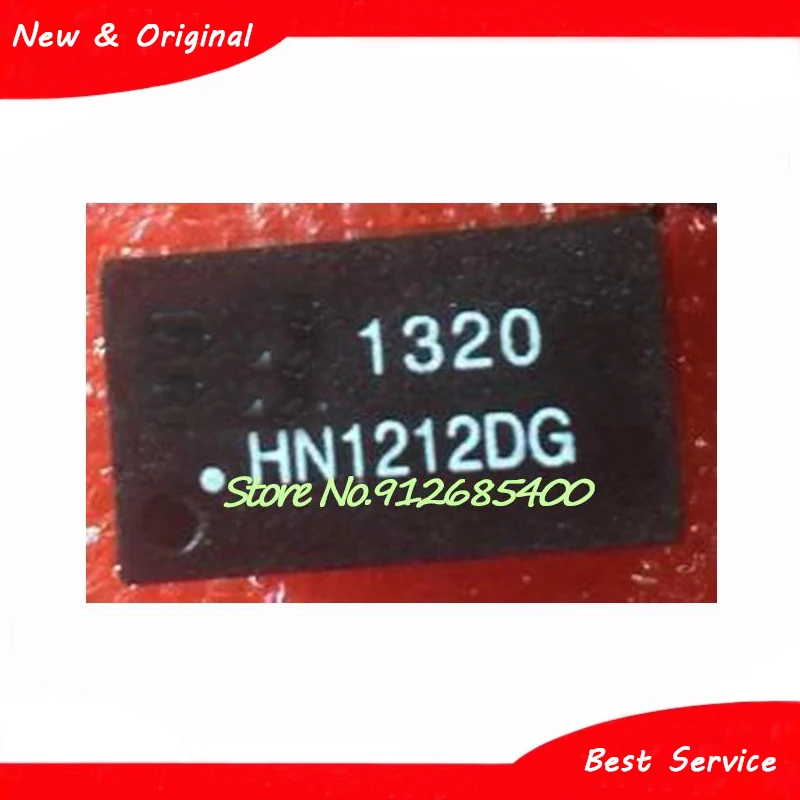 New & Original
1320
HN1212DG
Store No.912685400
Best Service